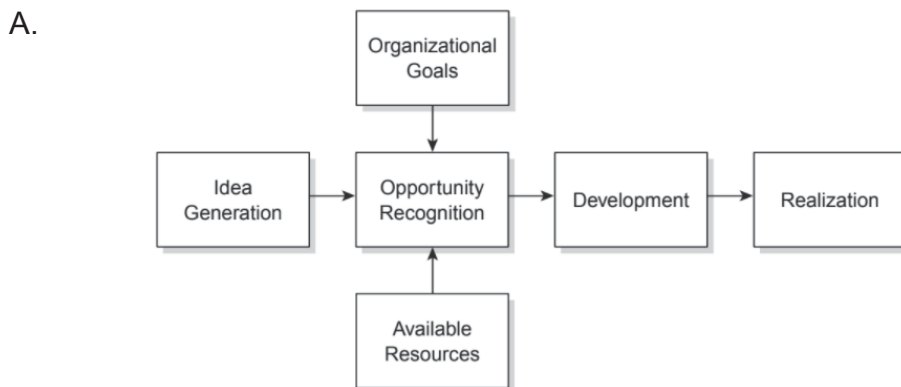 A.
Organizational
Goals
Idea
Generation
Opportunity
Recognition
Development
Realization
Available
Resources